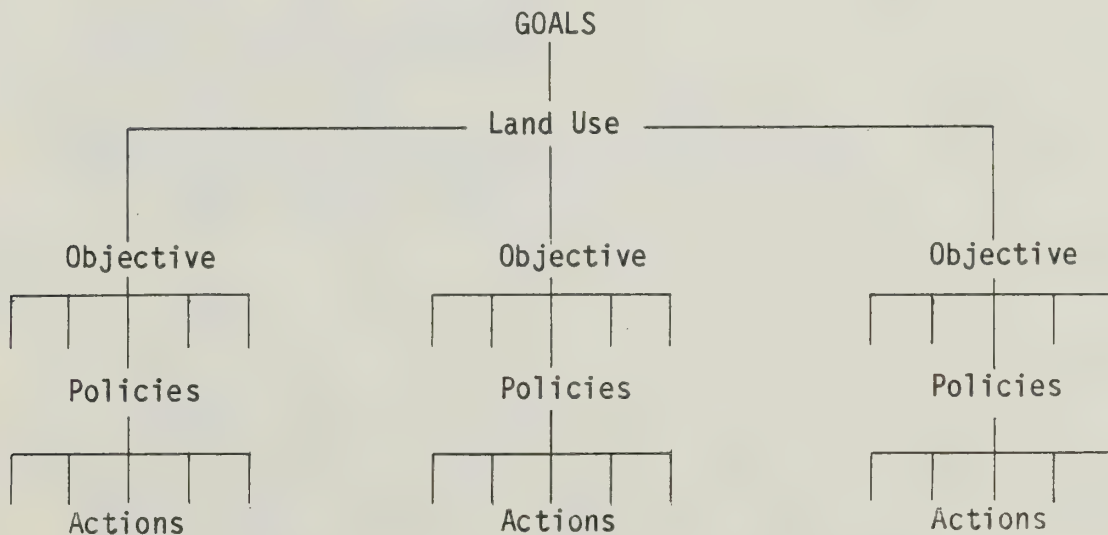 GOALS
Land Use
Objective Objective Objective
Policies Policies Policies
Actions Actions Actions